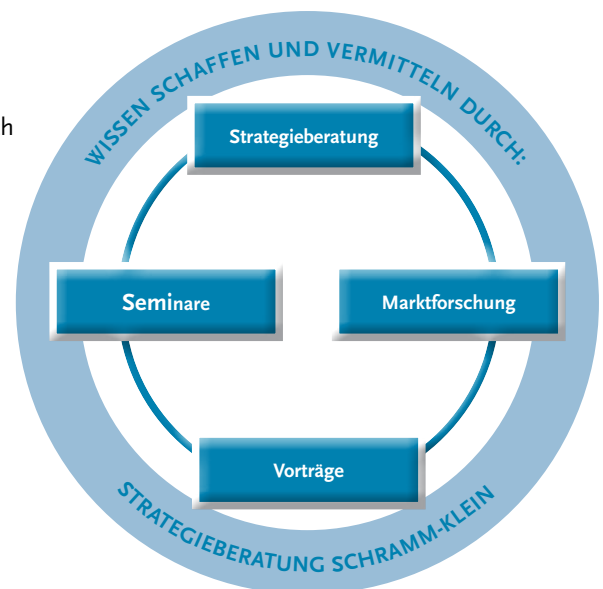 WISSEN SCHAFFEN UND VERMITTELN DURCH:
h
Strategieberatung
Seminare
Marktforschung
Vorträge
STRATEGIEBERATUNG SCHRAMM-KLEIN